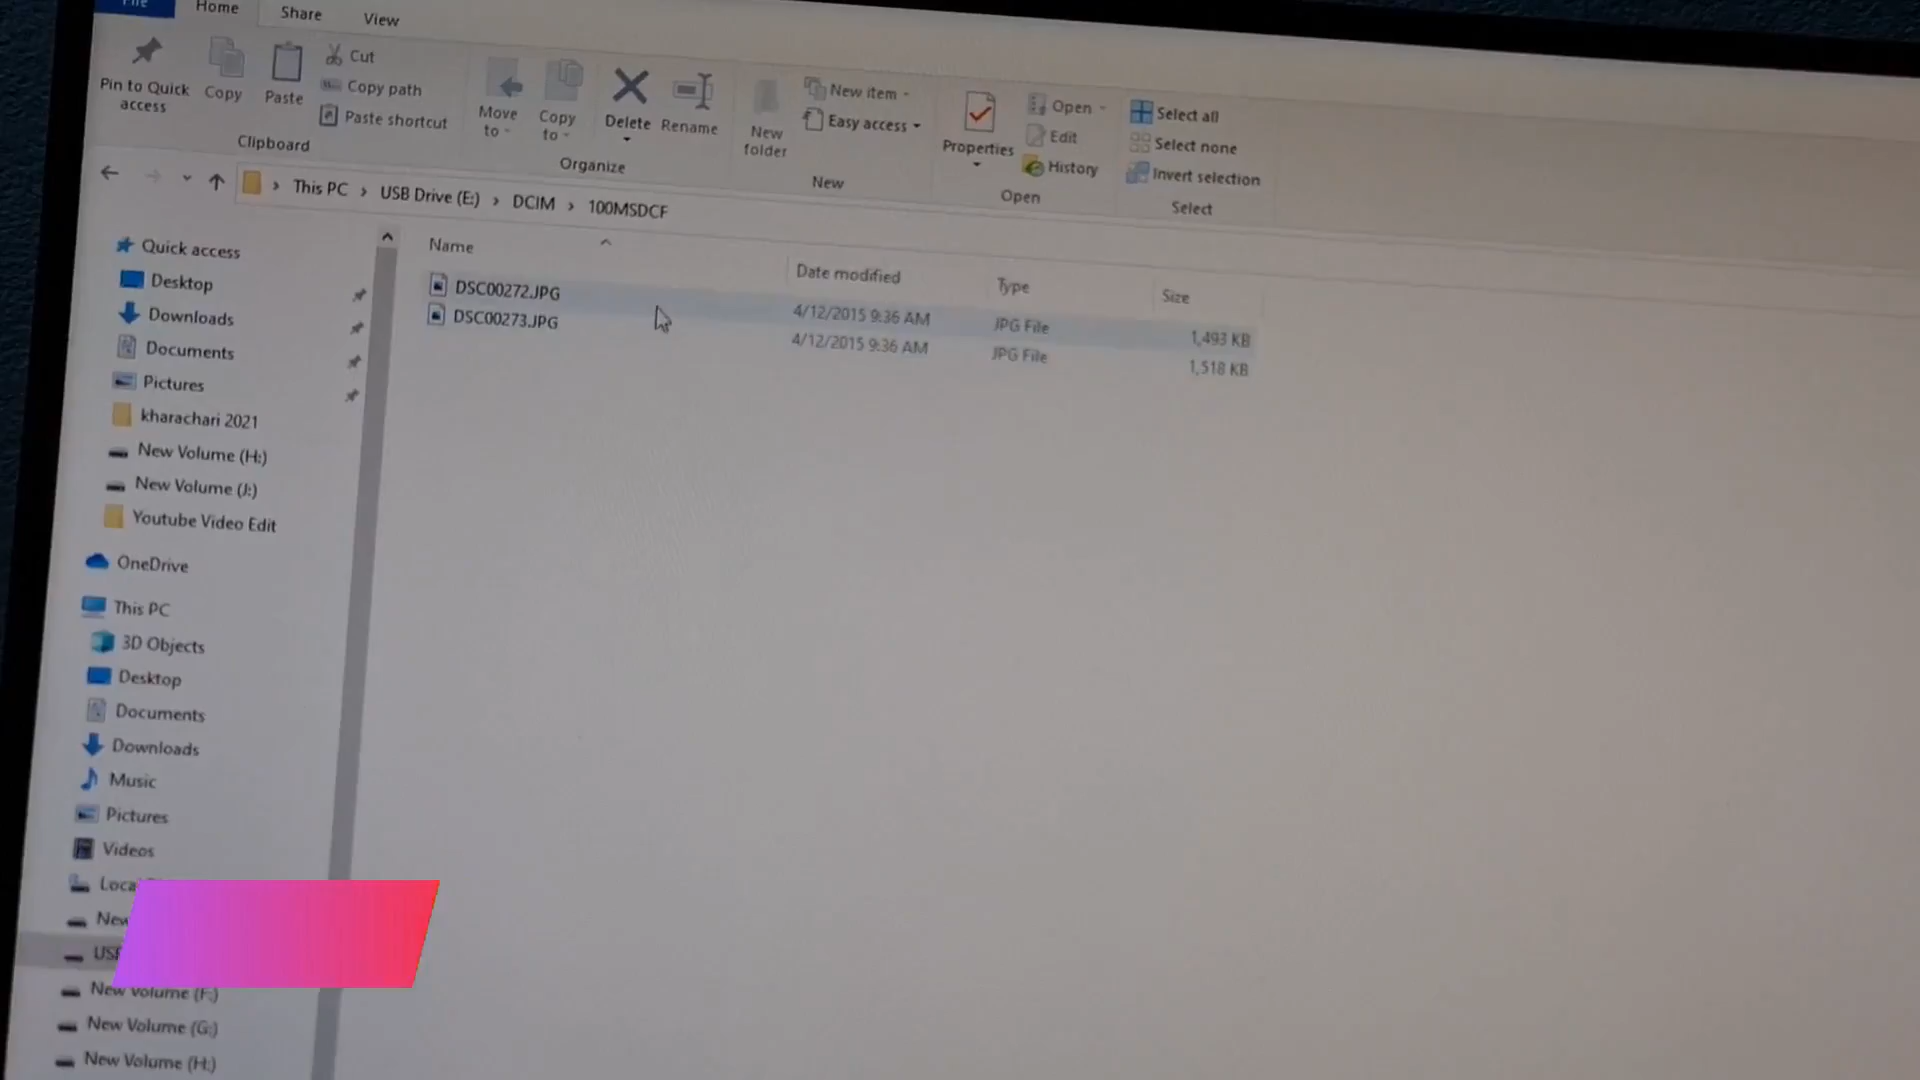 File
Home
Share
View
Pin to Quick access
Copy
Paste
Cut
Copy path
Paste shortcut
Clipboard
Move to
Copy to
Delete
Rename
Organize
New folder
New item
Easy access
New
Properties
Open
Edit
History
Open
Select all
Select none
Invert selection
Select
This PC > USB Drive (E:) > DCIM > 100MSDCF
Name
Date modified
Type
Size
DSC00272.JPG 4/12/2015 9:36 AM JPG File 1,493 KB
DSC00273.JPG 4/12/2015 9:36 AM JPG File 1,518 KB
Quick access
Desktop
Downloads
Documents
Pictures
kharachari 2021
New Volume (H:)
New Volume (J:)
Youtube Video Edit
OneDrive
This PC
3D Objects
Desktop
Documents
Downloads
Music
Pictures
Videos
New
New Volume (F:)
New Volume (G:)
New Volume (H:)